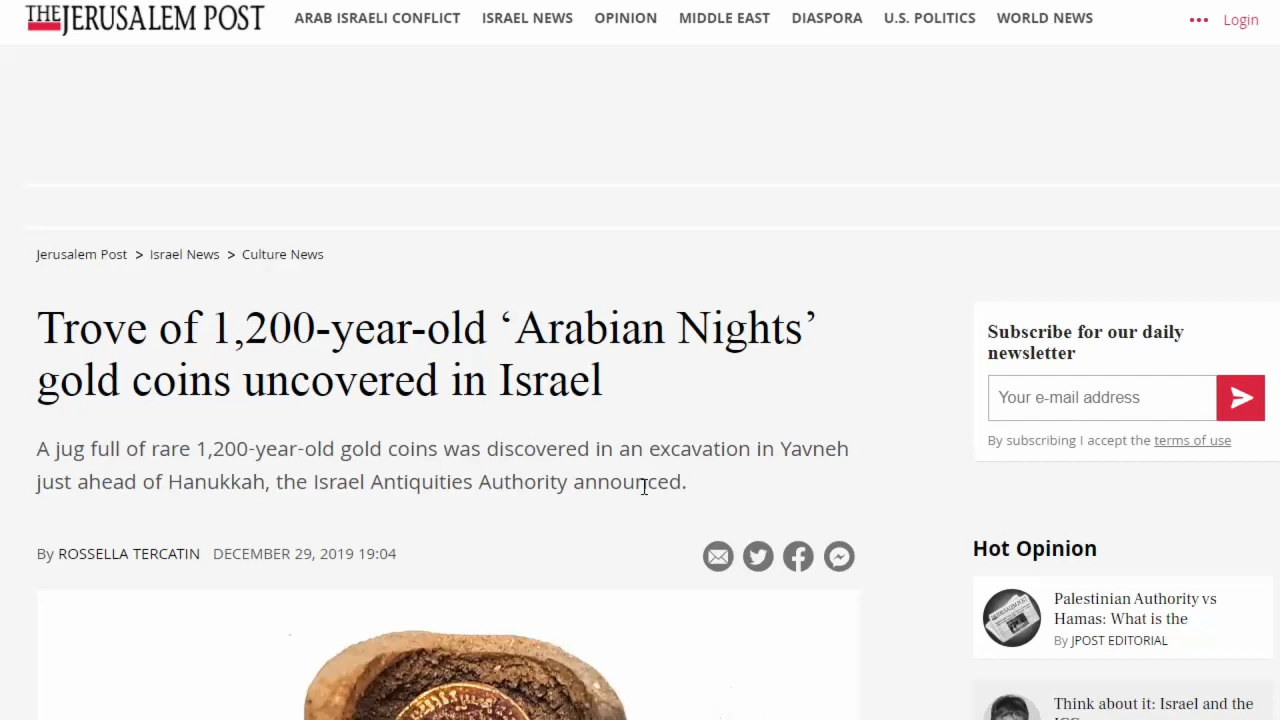 THE JERUSALEM POST
ARAB ISRAELI CONFLICT ISRAEL NEWS OPINION MIDDLE EAST DIASPORA U.S. POLITICS WORLD NEWS
Login
Jerusalem Post > Israel News > Culture News
Trove of 1,200-year-old ‘Arabian Nights’
gold coins uncovered in Israel
A jug full of rare 1,200-year-old gold coins was discovered in an excavation in Yavneh
just ahead of Hanukkah, the Israel Antiquities Authority announced.
By ROSSELLA TERCATIN DECEMBER 29, 2019 19:04
Subscribe for our daily
newsletter
Your e-mail address
By subscribing I accept the terms of use
Hot Opinion
Palestinian Authority vs
Hamas: What is the
By JPOST EDITORIAL
Think about it: Israel and the